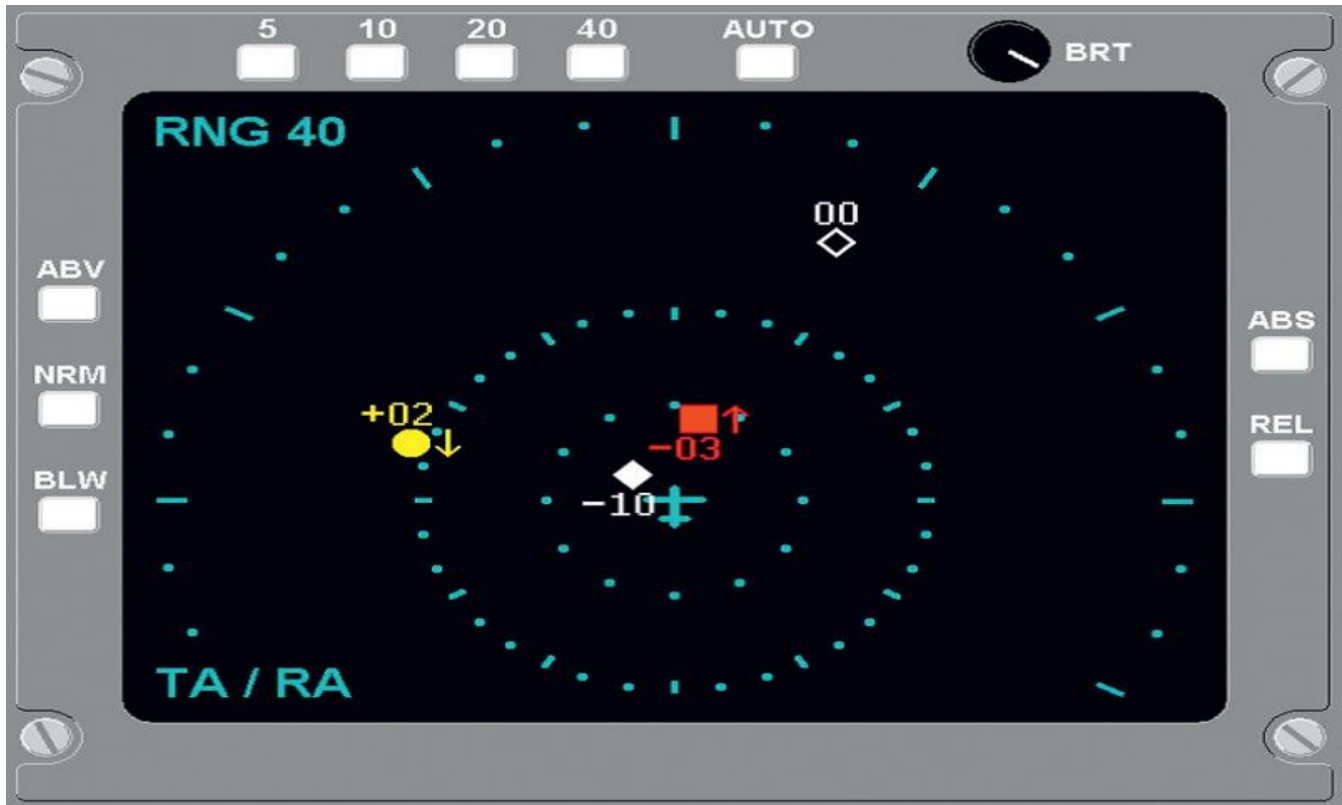 5 10 20 40 AUTO
BRT
RNG 40
00
ABV
ABS
NRM
+02
REL
-03
BLW
-10
TA / RA